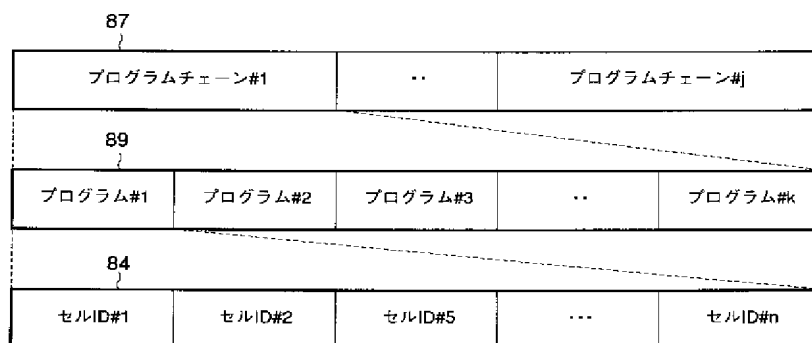 87
プログラムチェーン#1 ‥ プログラムチェーン#j
89
プログラム#1 プログラム#2 プログラム#3 ‥ プログラム#k
84
セルID#1 セルID#2 セルID#5 ... セルID#n